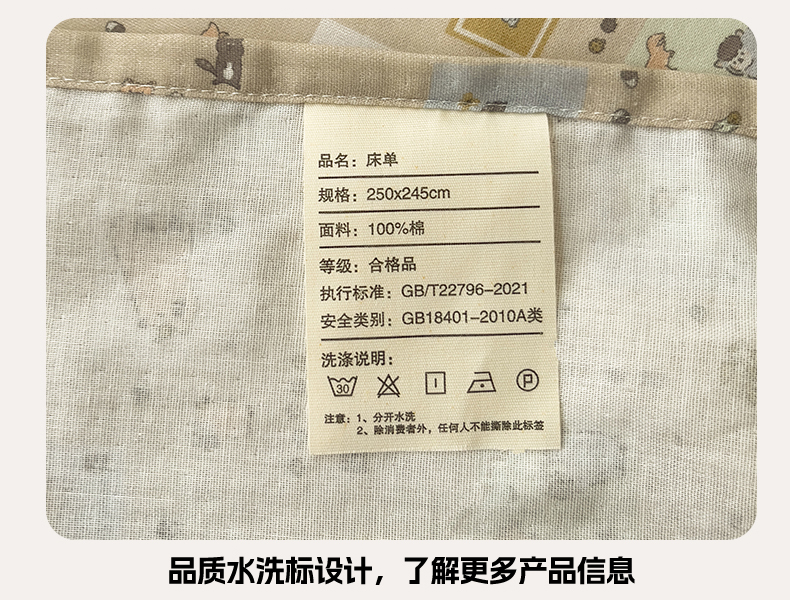 品名：床单
规格：250x245cm
面料：100%棉
等级：合格品
执行标准：GB/T22796-2021
安全类别：GB18401-2010A类
洗涤说明：
30
P
注意：1、分开水洗
2、除消费者外，任何人不能撕除此标签
品质水洗标设计，了解更多产品信息